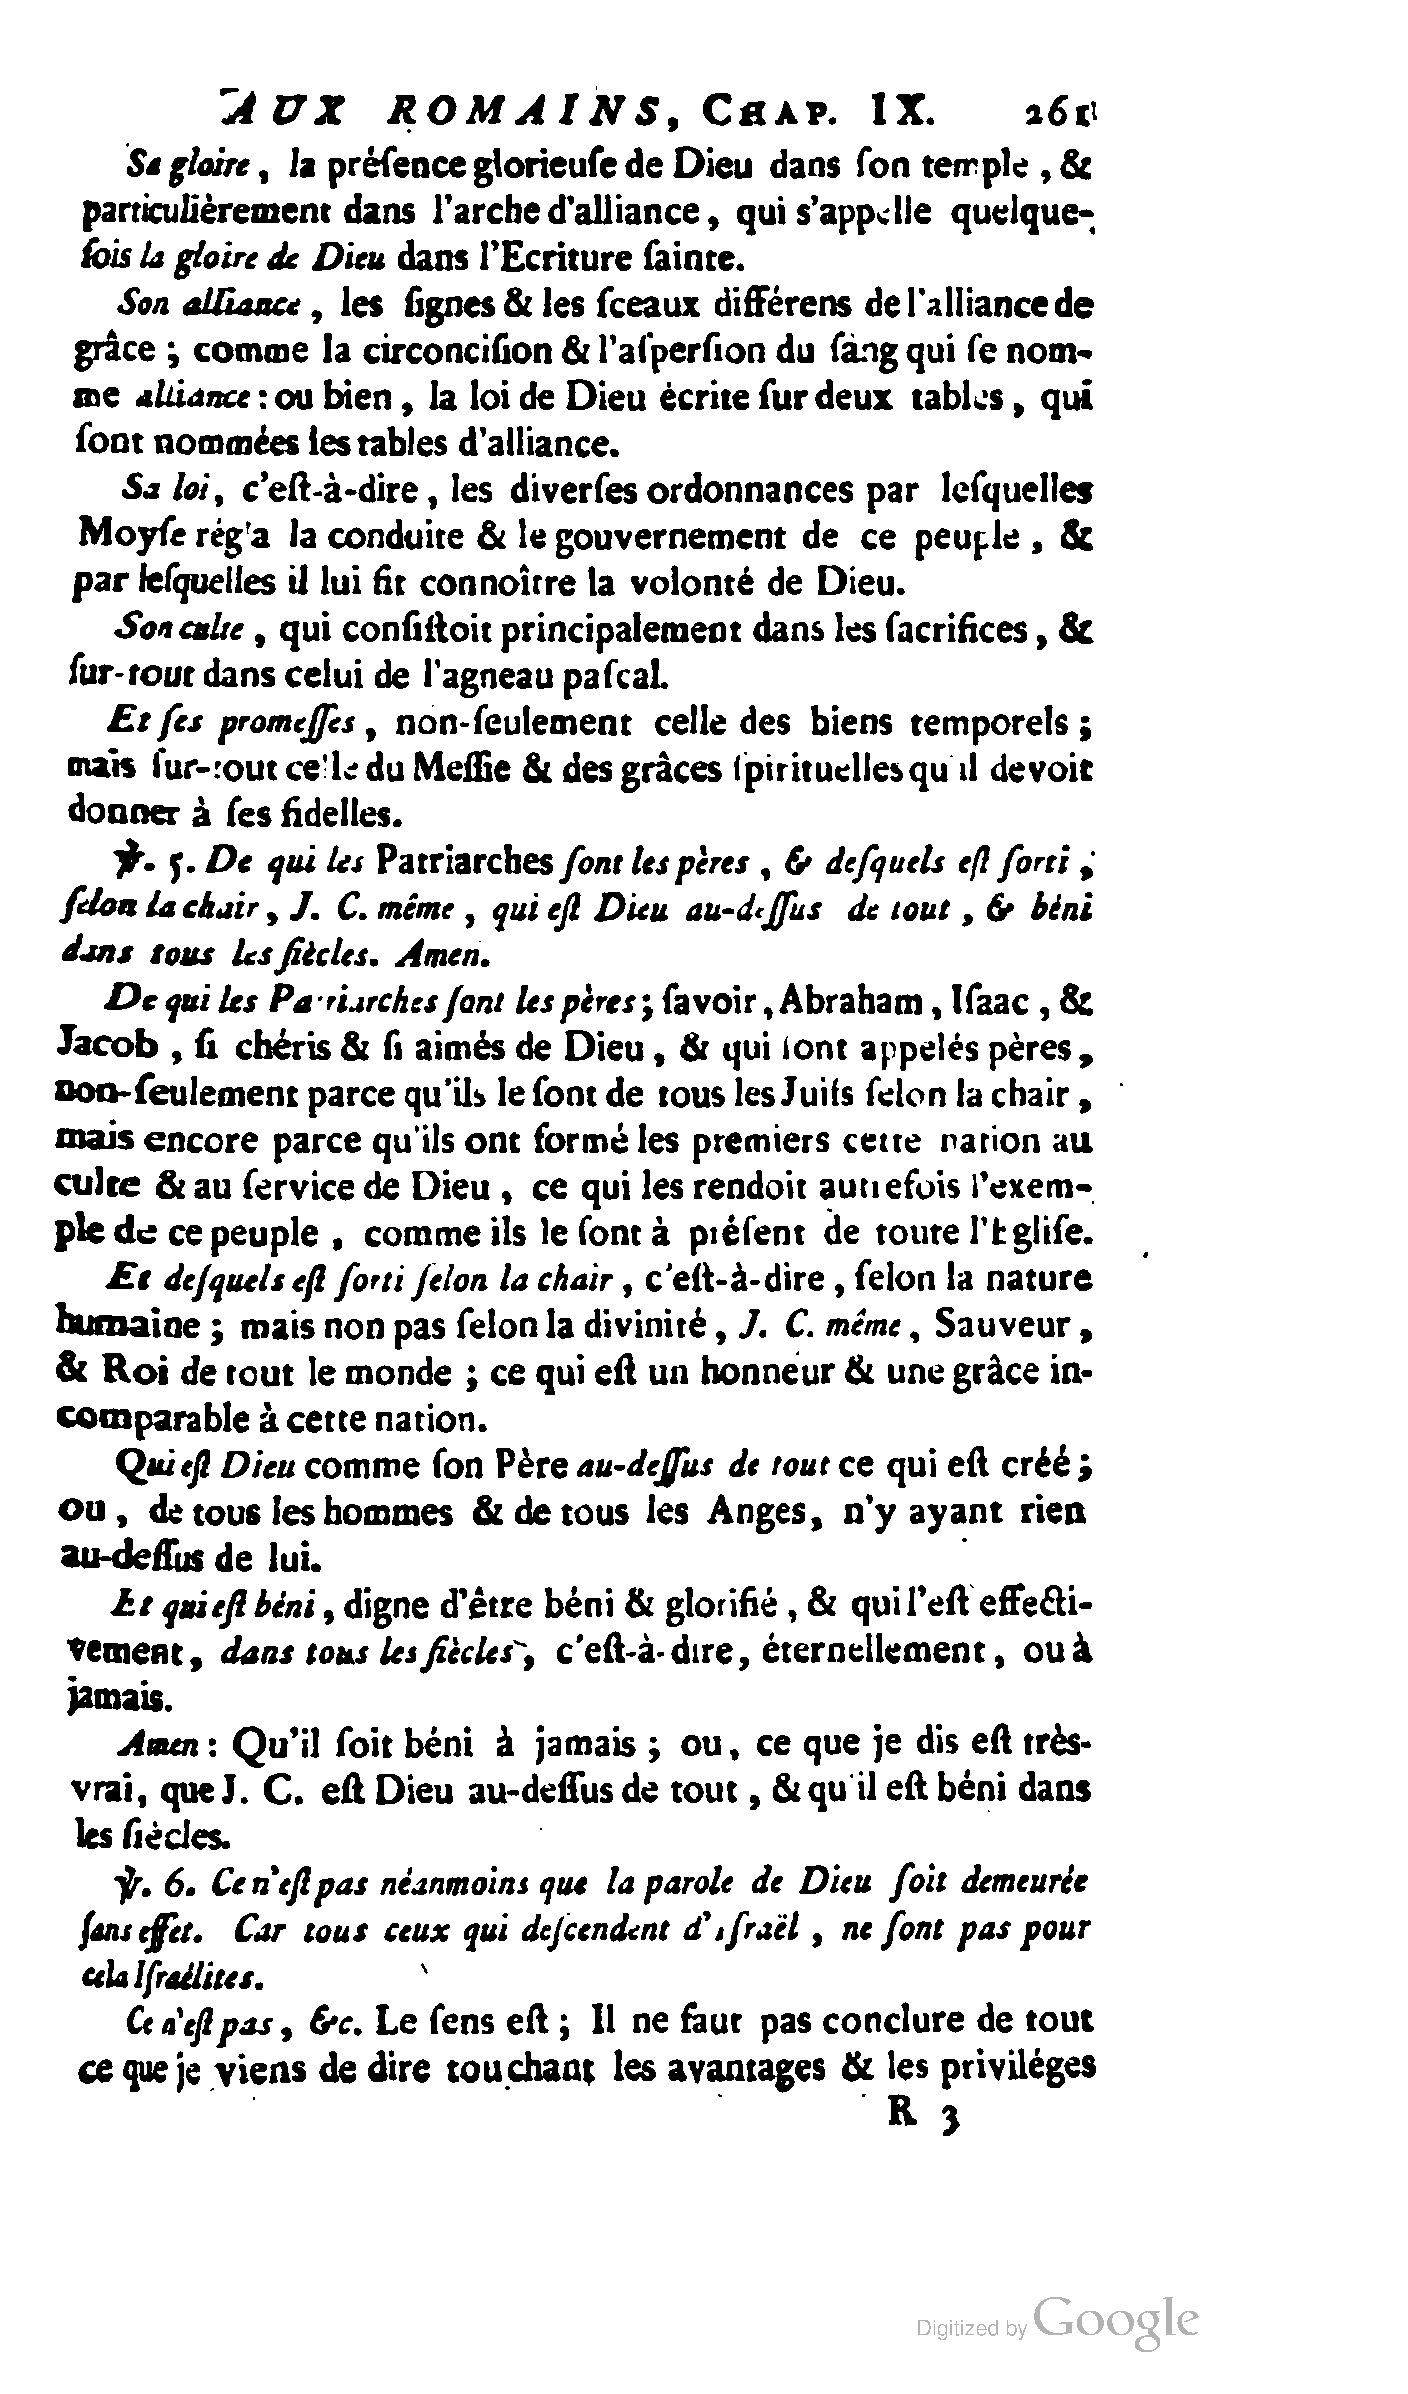 AUX ROMAINS, CHAP. IX. 261
Sa gloire, la préſence glorieuſe de Dieu dans ſon temple, &
particulièrement dans l'arche d'alliance, qui s'appelle quelque-
fois la gloire de Dieu dans l'Ecriture ſainte.
Son alliance, les ſignes & les ſceaux différens de l'alliance de
grâce; comme la circonciſion & l'aſperſion du ſang qui ſe nom-
me alliance: ou bien, la loi de Dieu écrite ſur deux tables, qui
ſont nommées les tables d'alliance.
Sa loi, c'eſt-à-dire, les diverſes ordonnances par leſquelles
Moyſe régla la conduite & le gouvernement de ce peuple, &
par leſquelles il lui fit connoître la volonté de Dieu.
Son culte, qui conſiſtoit principalement dans les ſacrifices, &
ſur-tout dans celui de l'agneau paſcal.
Et ſes promeſſes, non-ſeulement celle des biens temporels;
mais ſur-tout celle du Meſſie & des grâces ſpirituelles qu'il devoit
donner à ſes fidelles.
℣. 5. De qui les Patriarches ſont les pères, & deſquels eſt ſorti,
ſelon la chair, J. C. même, qui eſt Dieu au-deſſus de tout, & béni
dans tous les ſiècles. Amen.
De qui les Patriarches ſont les pères; ſavoir, Abraham, Iſaac, &
Jacob, ſi chéris & ſi aimés de Dieu, & qui ſont appelés pères,
non-ſeulement parce qu'ils le ſont de tous les Juifs ſelon la chair,
mais encore parce qu'ils ont formé les premiers cette nation au
culte & au ſervice de Dieu, ce qui les rendoit autrefois l'exem-
ple de ce peuple, comme ils le ſont à préſent de toute l'Egliſe.
Et deſquels eſt ſorti ſelon la chair, c'eſt-à-dire, ſelon la nature
humaine; mais non pas ſelon la divinité, J. C. même, Sauveur,
& Roi de tout le monde; ce qui eſt un honneur & une grâce in-
comparable à cette nation.
Qui eſt Dieu comme ſon Père au-deſſus de tout ce qui eſt créé;
ou, de tous les hommes & de tous les Anges, n'y ayant rien
au-deſſus de lui.
Et qui eſt béni, digne d'être béni & glorifié, & qui l'eſt effecti-
vement, dans tous les ſiècles, c'eſt-à-dire, éternellement, ou à
jamais.
Amen: Qu'il ſoit béni à jamais; ou, ce que je dis eſt très-
vrai, que J. C. eſt Dieu au-deſſus de tout, & qu'il eſt béni dans
les ſiècles.
℣. 6. Ce n'eſt pas néanmoins que la parole de Dieu ſoit demeurée
ſans effet. Car tous ceux qui deſcendent d'Iſraël, ne ſont pas pour
cela Iſraélites.
Ce n'eſt pas, &c. Le ſens eſt; Il ne faut pas conclure de tout
ce que je viens de dire touchant les avantages & les priviléges
R 3
Digitized by Google